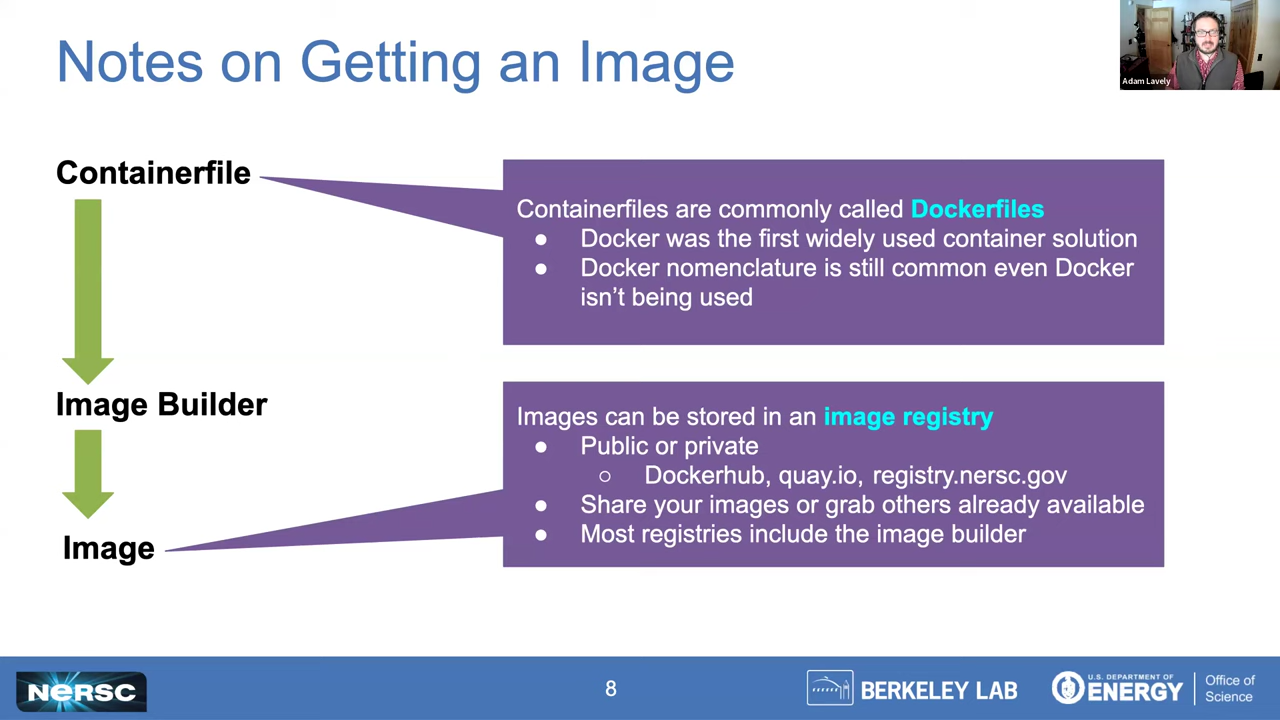 Notes on Getting an Image
Adam Lavely
Containerfile
Containerfiles are commonly called Dockerfiles
● Docker was the first widely used container solution
● Docker nomenclature is still common even Docker
isn't being used
Image Builder
Images can be stored in an image registry
● Public or private
○ Dockerhub, quay.io, registry.nersc.gov
● Share your images or grab others already available
● Most registries include the image builder
Image
NERSC
8
BERKELEY LAB
U.S. DEPARTMENT OF
ENERGY
Office of
Science